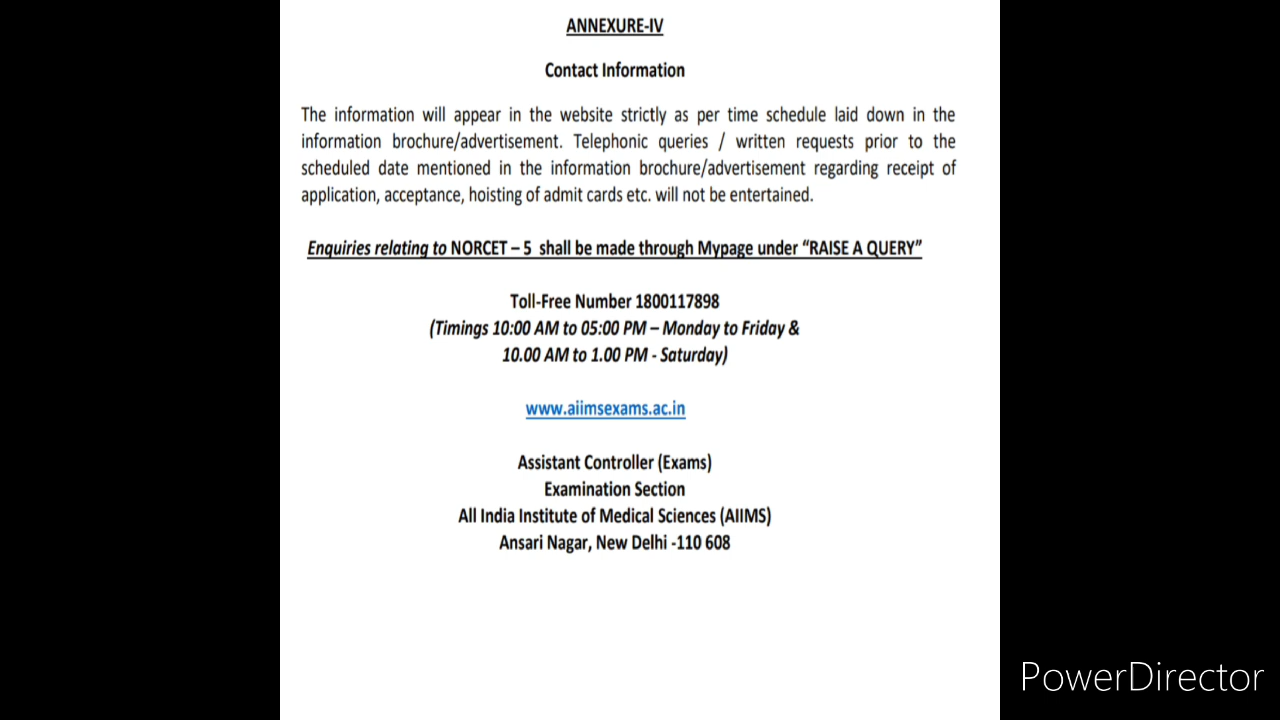 ANNEXURE-IV
Contact Information
The information will appear in the website strictly as per time schedule laid down in the
information brochure/advertisement. Telephonic queries / written requests prior to the
scheduled date mentioned in the information brochure/advertisement regarding receipt of
application, acceptance, hoisting of admit cards etc. will not be entertained.
Enquiries relating to NORCET – 5 shall be made through Mypage under “RAISE A QUERY”
Toll-Free Number 1800117898
(Timings 10:00 AM to 05:00 PM – Monday to Friday &
10.00 AM to 1.00 PM - Saturday)
www.aiimsexams.ac.in
Assistant Controller (Exams)
Examination Section
All India Institute of Medical Sciences (AIIMS)
Ansari Nagar, New Delhi -110 608
PowerDirector